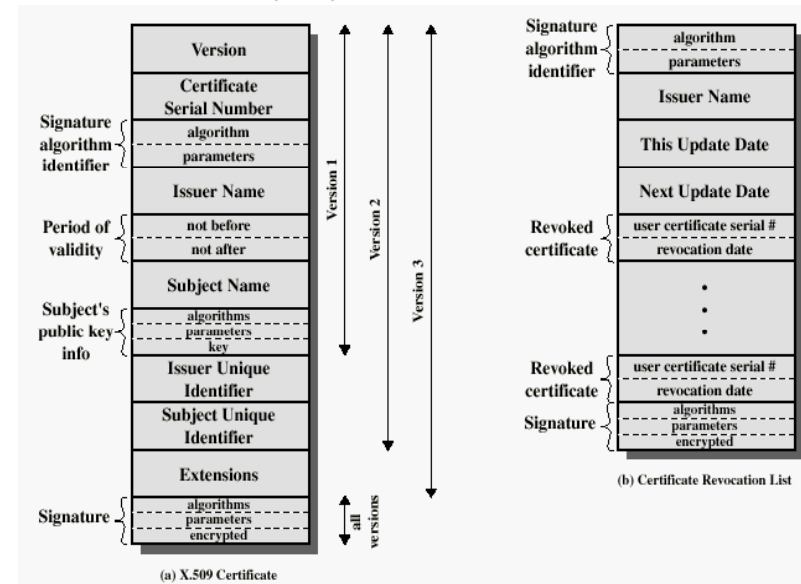 Version
Certificate
Serial Number
Signature
algorithm
identifier
algorithm
parameters
Issuer Name
Period of
validity
not before
not after
Subject Name
Subject's
public key
info
algorithms
parameters
key
Issuer Unique
Identifier
Subject Unique
Identifier
Extensions
Signature
algorithms
parameters
encrypted
Version 1
Version 2
Version 3
all
versions
(a) X.509 Certificate
Signature
algorithm
identifier
algorithm
parameters
Issuer Name
This Update Date
Next Update Date
Revoked
certificate
user certificate serial #
revocation date
Revoked
certificate
user certificate serial #
revocation date
Signature
algorithms
parameters
encrypted
(b) Certificate Revocation List